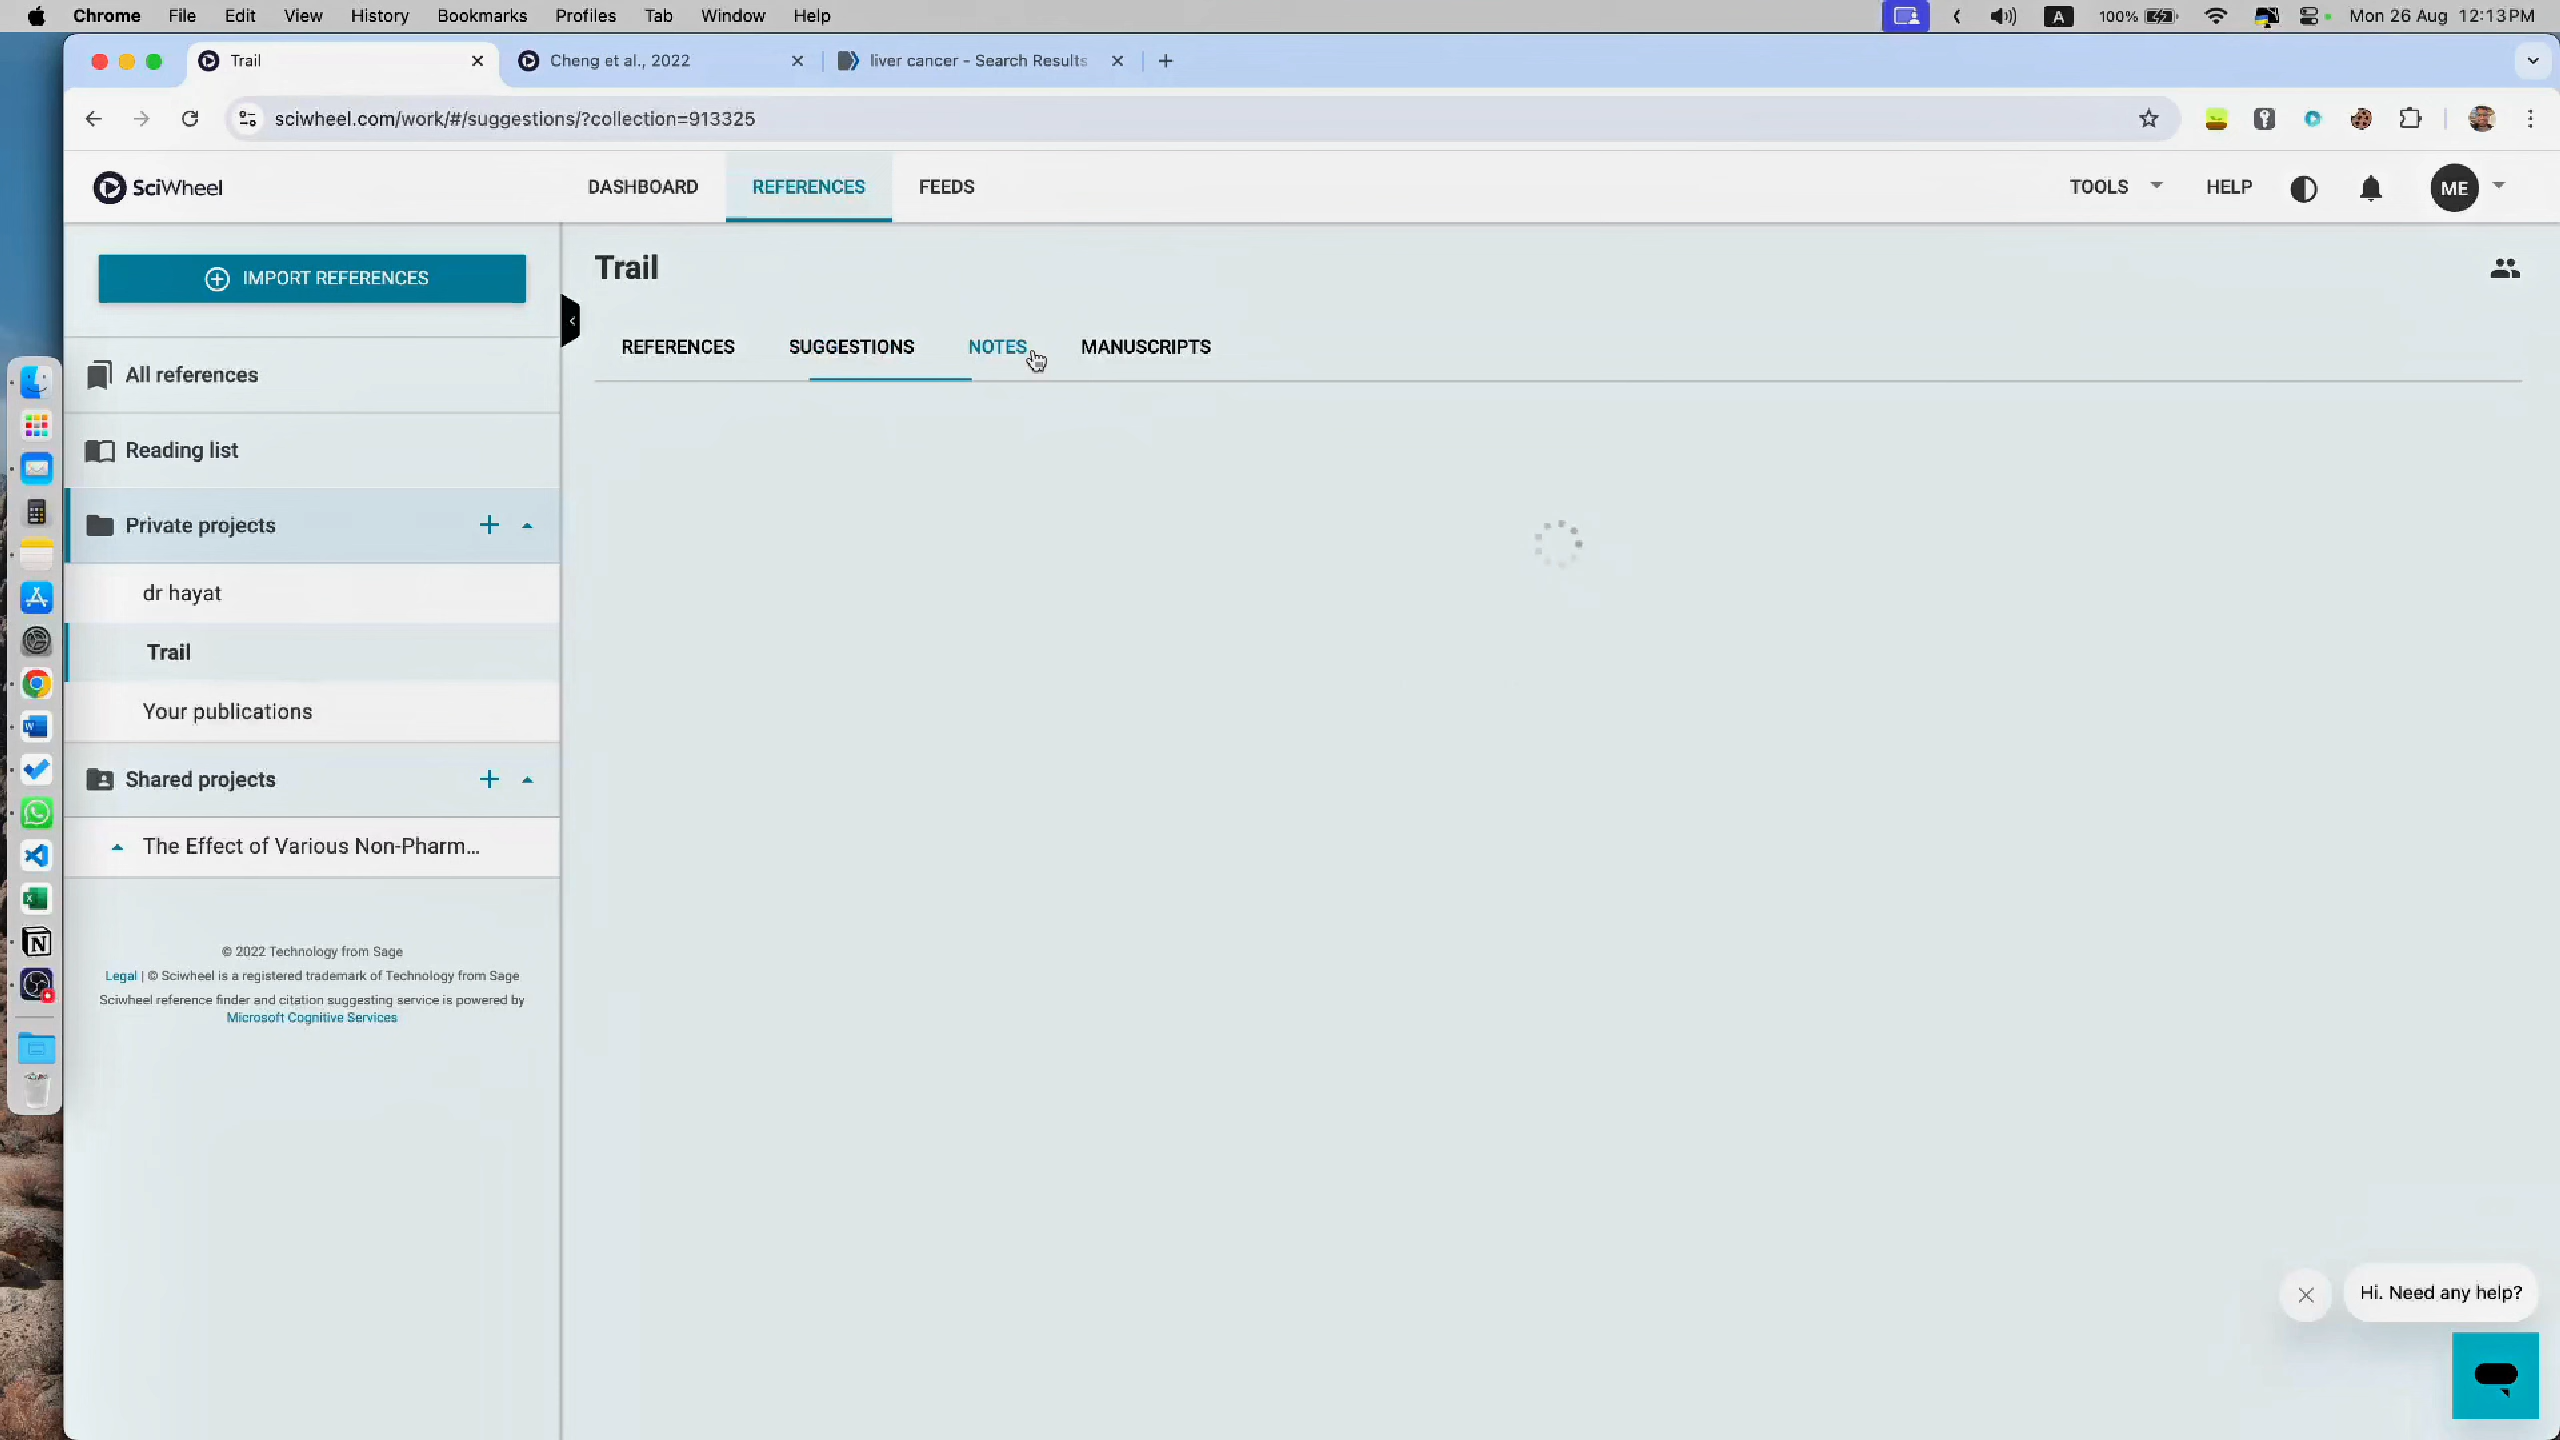 Chrome File Edit View History Bookmarks Profiles Tab Window Help
A 100% Mon 26 Aug 12:13 PM
Trail
Cheng et al., 2022
liver cancer - Search Results
sciwheel.com/work/#/suggestions/?collection=913325
SciWheel
DASHBOARD
REFERENCES
FEEDS
TOOLS
HELP
ME
IMPORT REFERENCES
All references
Reading list
Private projects
dr hayat
Trail
Your publications
Shared projects
The Effect of Various Non-Pharm...
© 2022 Technology from Sage
Legal | © Sciwheel is a registered trademark of Technology from Sage
Sciwheel reference finder and citation suggesting service is powered by
Microsoft Cognitive Services
Trail
REFERENCES
SUGGESTIONS
NOTES
MANUSCRIPTS
Hi. Need any help?